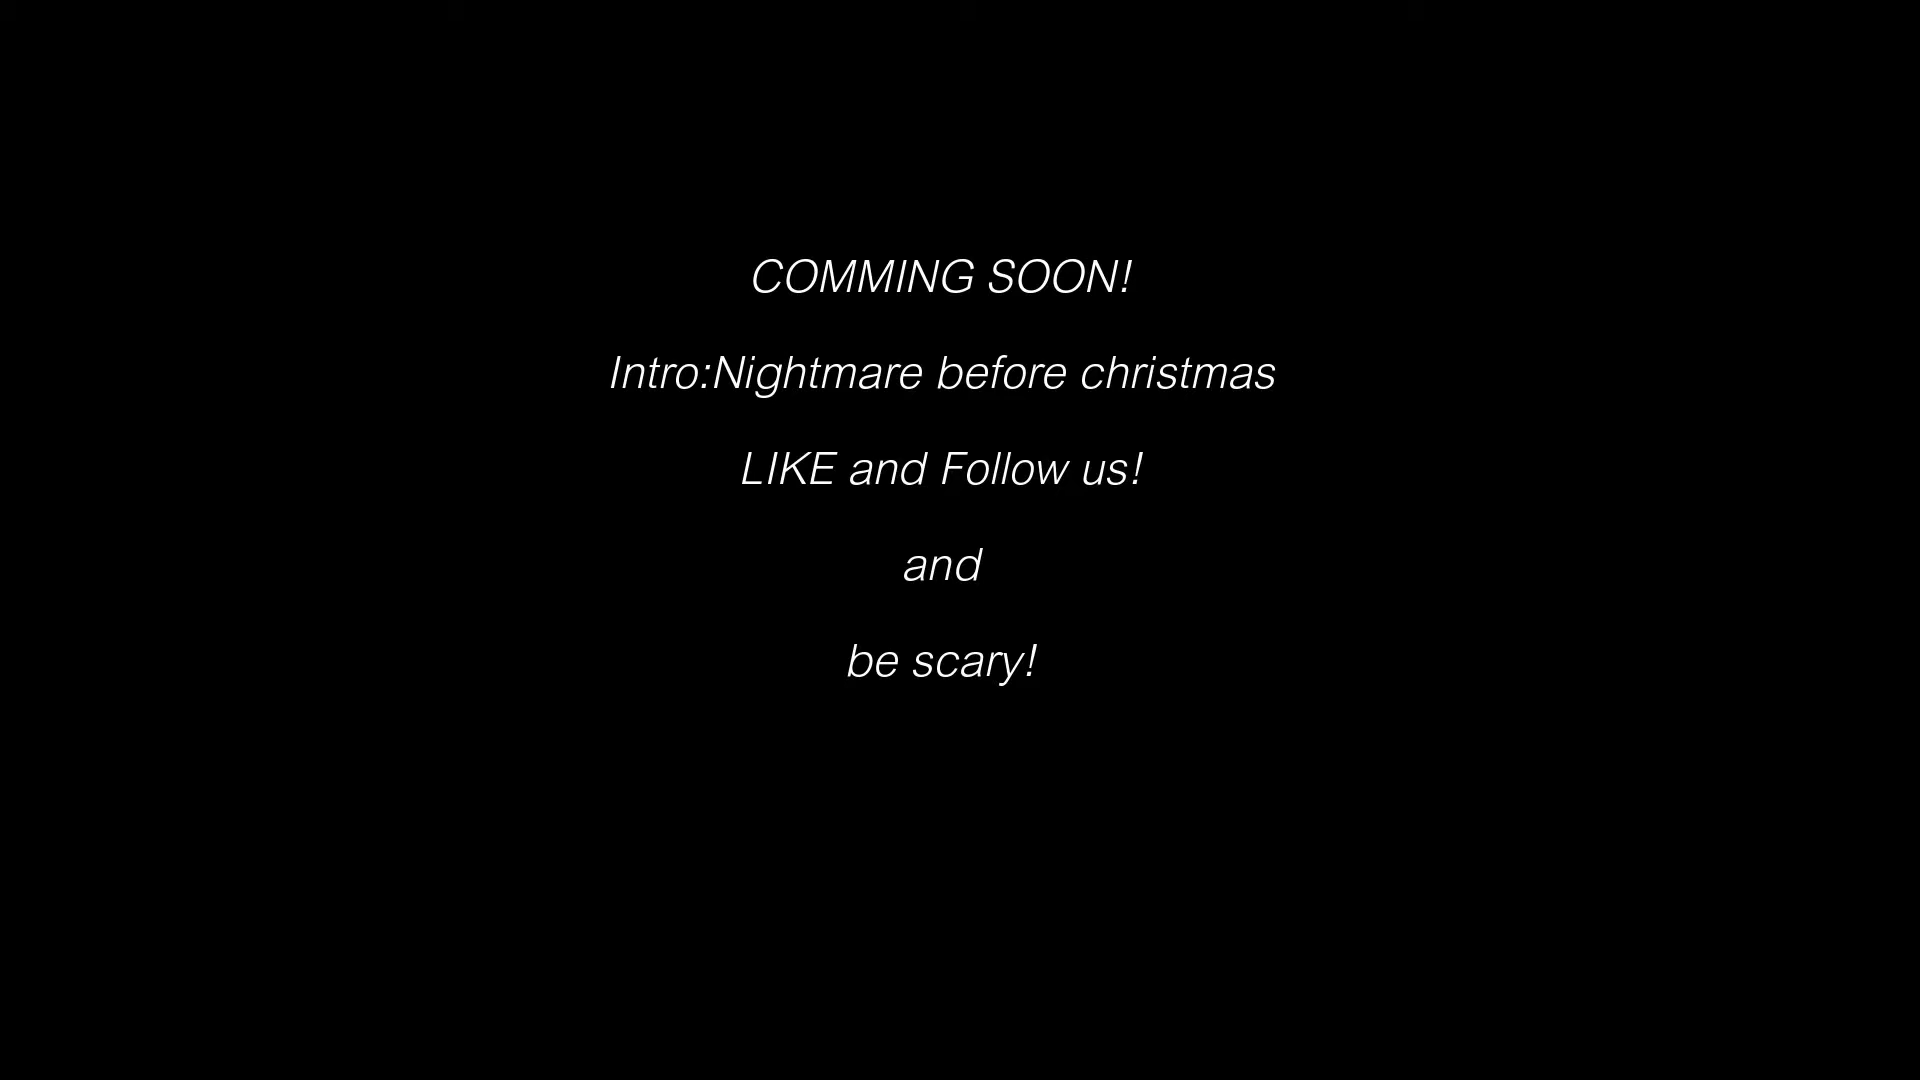 COMMING SOON!
Intro:Nightmare before christmas
LIKE and Follow us!
and
be scary!